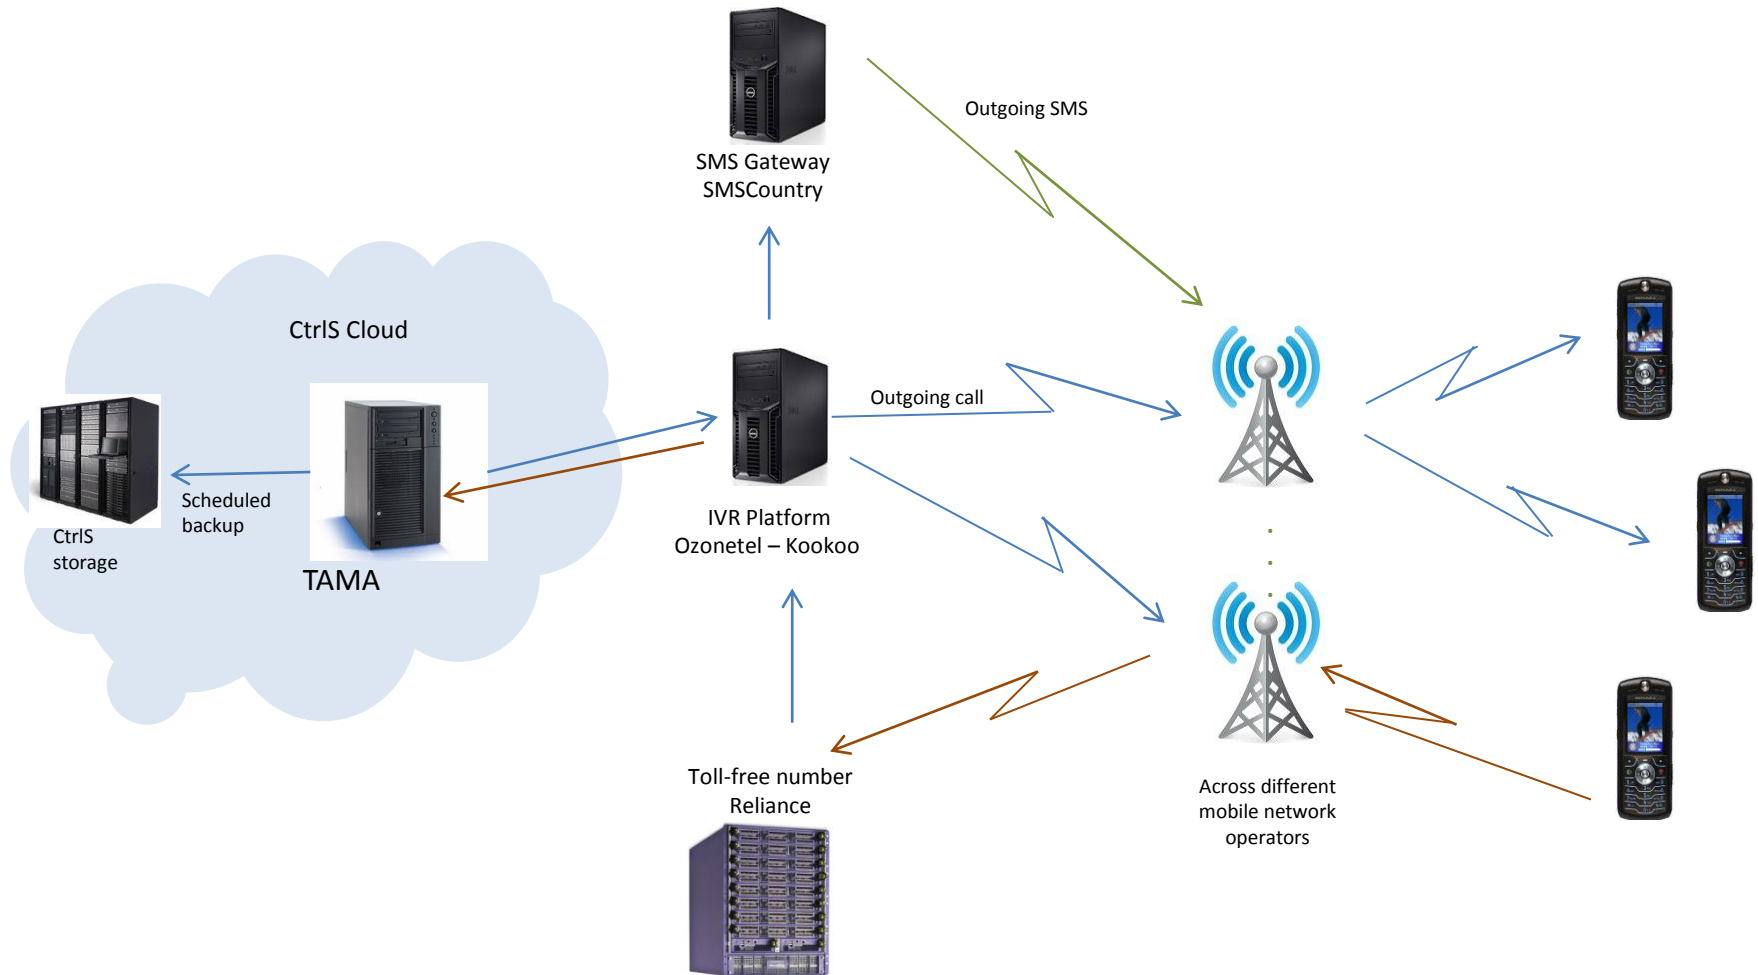 Outgoing SMS
SMS Gateway
SMSCountry
CtrlS Cloud
Outgoing call
Scheduled
backup
CtrlS
storage
TAMA
IVR Platform
Ozonetel – Kookoo
Toll-free number
Reliance
Across different
mobile network
operators